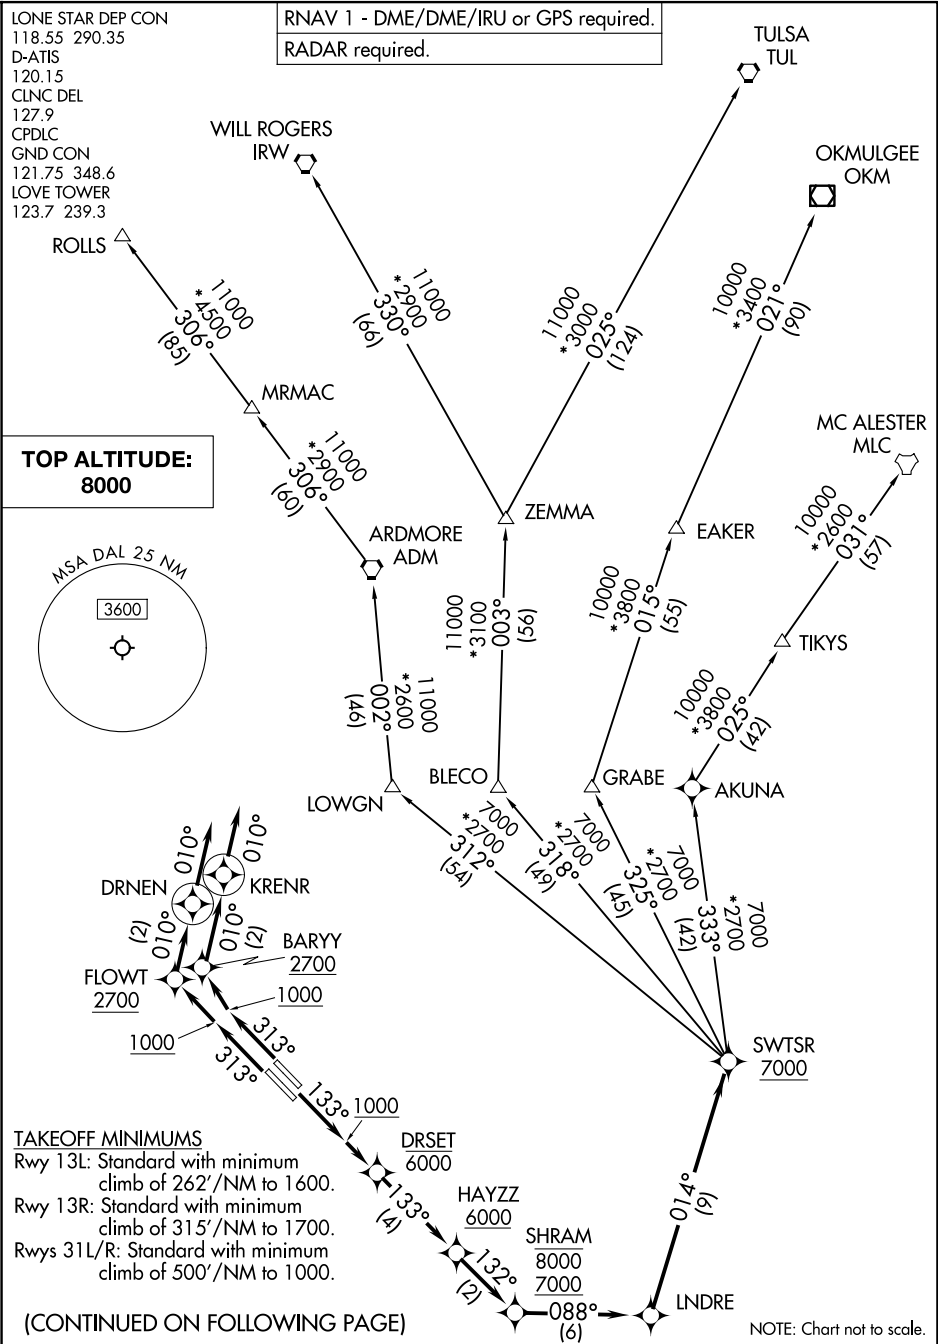 LONE STAR DEP CON
118.55 290.35
D-ATIS
120.15
CLNC DEL
127.9
CPDLC
GND CON
121.75 348.6
LOVE TOWER
123.7 239.3
RNAV 1 - DME/DME/IRU or GPS required.
RADAR required.
TULSA
TUL
WILL ROGERS
IRW
OKMULGEE
OKM
ROLLS
11000
*4500
306°
(85)
11000
*2900
330°
(66)
11000
*3000
025°
(124)
10000
*3400
021°
(90)
MRMAC
11000
*2900
306°
(60)
MC ALESTER
MLC
TOP ALTITUDE:
8000
ARDMORE
ADM
ZEMMA
EAKER
10000
*2600
031°
(57)
MSA DAL 25 NM
3600
11000
*2600
002°
(46)
11000
*3100
003°
(56)
10000
*3800
015°
(55)
TIKYS
10000
*3800
025°
(42)
LOWGN
BLECO
GRABE
AKUNA
7000
*2700
312°
(54)
7000
*2700
318°
(49)
7000
*2700
325°
(45)
7000
*2700
333°
(42)
010°
010°
DRNEN
KRENR
(2)
010°
010°
(2)
BARYY
2700
FLOWT
2700
1000
1000
313°
313°
SWTSR
7000
133°
1000
TAKEOFF MINIMUMS
Rwy 13L: Standard with minimum
climb of 262'/NM to 1600.
Rwy 13R: Standard with minimum
climb of 315'/NM to 1700.
Rwys 31L/R: Standard with minimum
climb of 500'/NM to 1000.
DRSET
6000
133°
(4)
HAYZZ
6000
132°
(2)
SHRAM
8000
7000
088°
(6)
LNDRE
014°
(9)
(CONTINUED ON FOLLOWING PAGE)
NOTE: Chart not to scale.